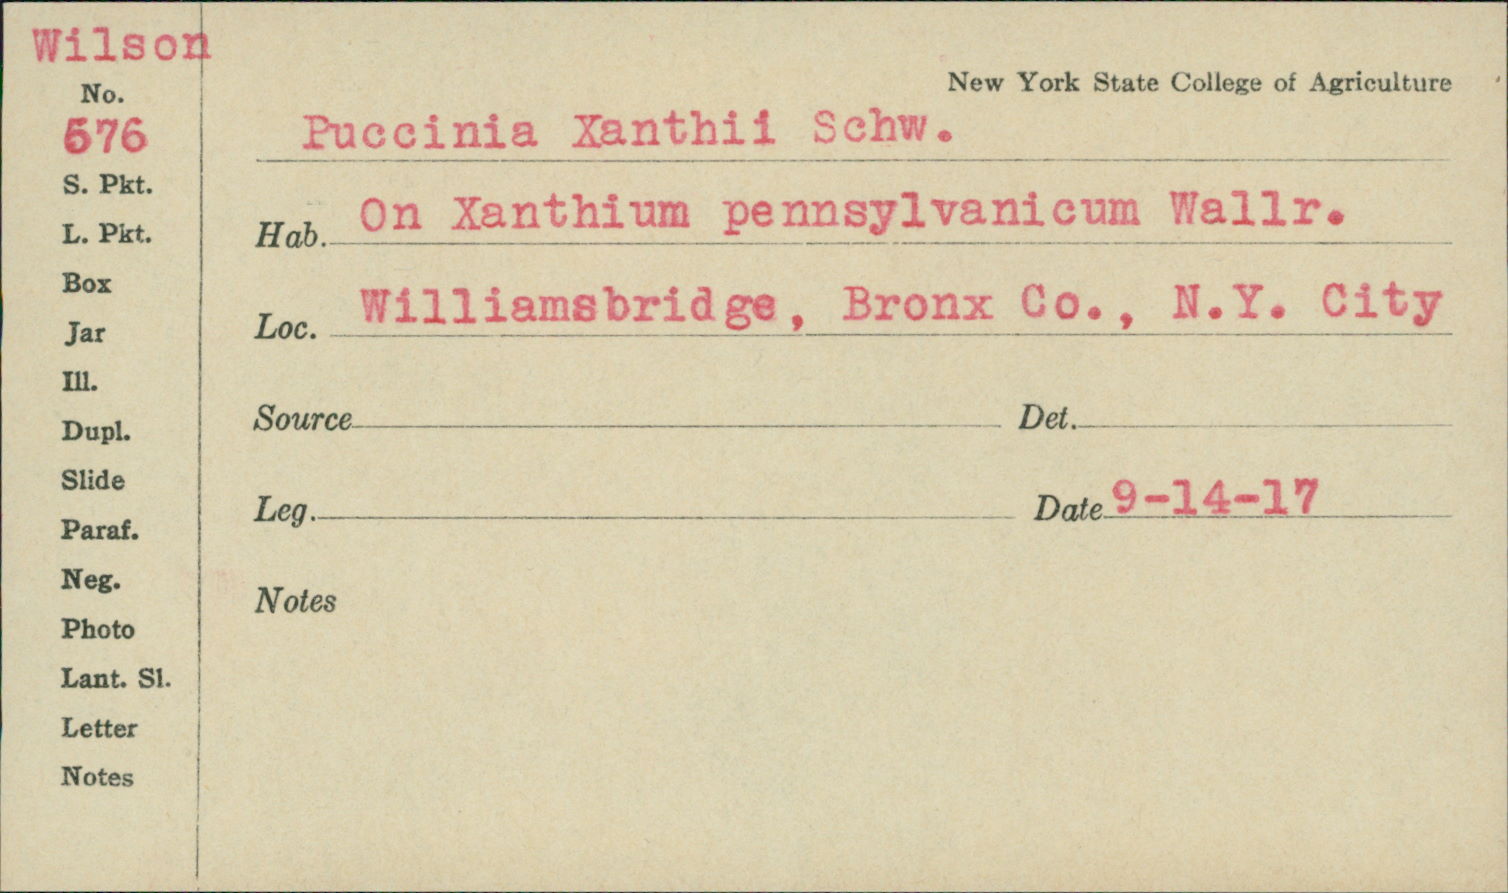 Wilson
No.
576
S. Pkt.
L. Pkt.
Box
Jar
Ill.
Dupl.
Slide
Paraf.
Neg.
Photo
Lant. Sl.
Letter
Notes
New York State College of Agriculture
Puccinia Xanthii Schw.
Hab. On Xanthium pennsylvanicum Wallr.
Loc. Williamsbridge, Bronx Co., N.Y. City
Source Det.
Leg. Date 9-14-17
Notes